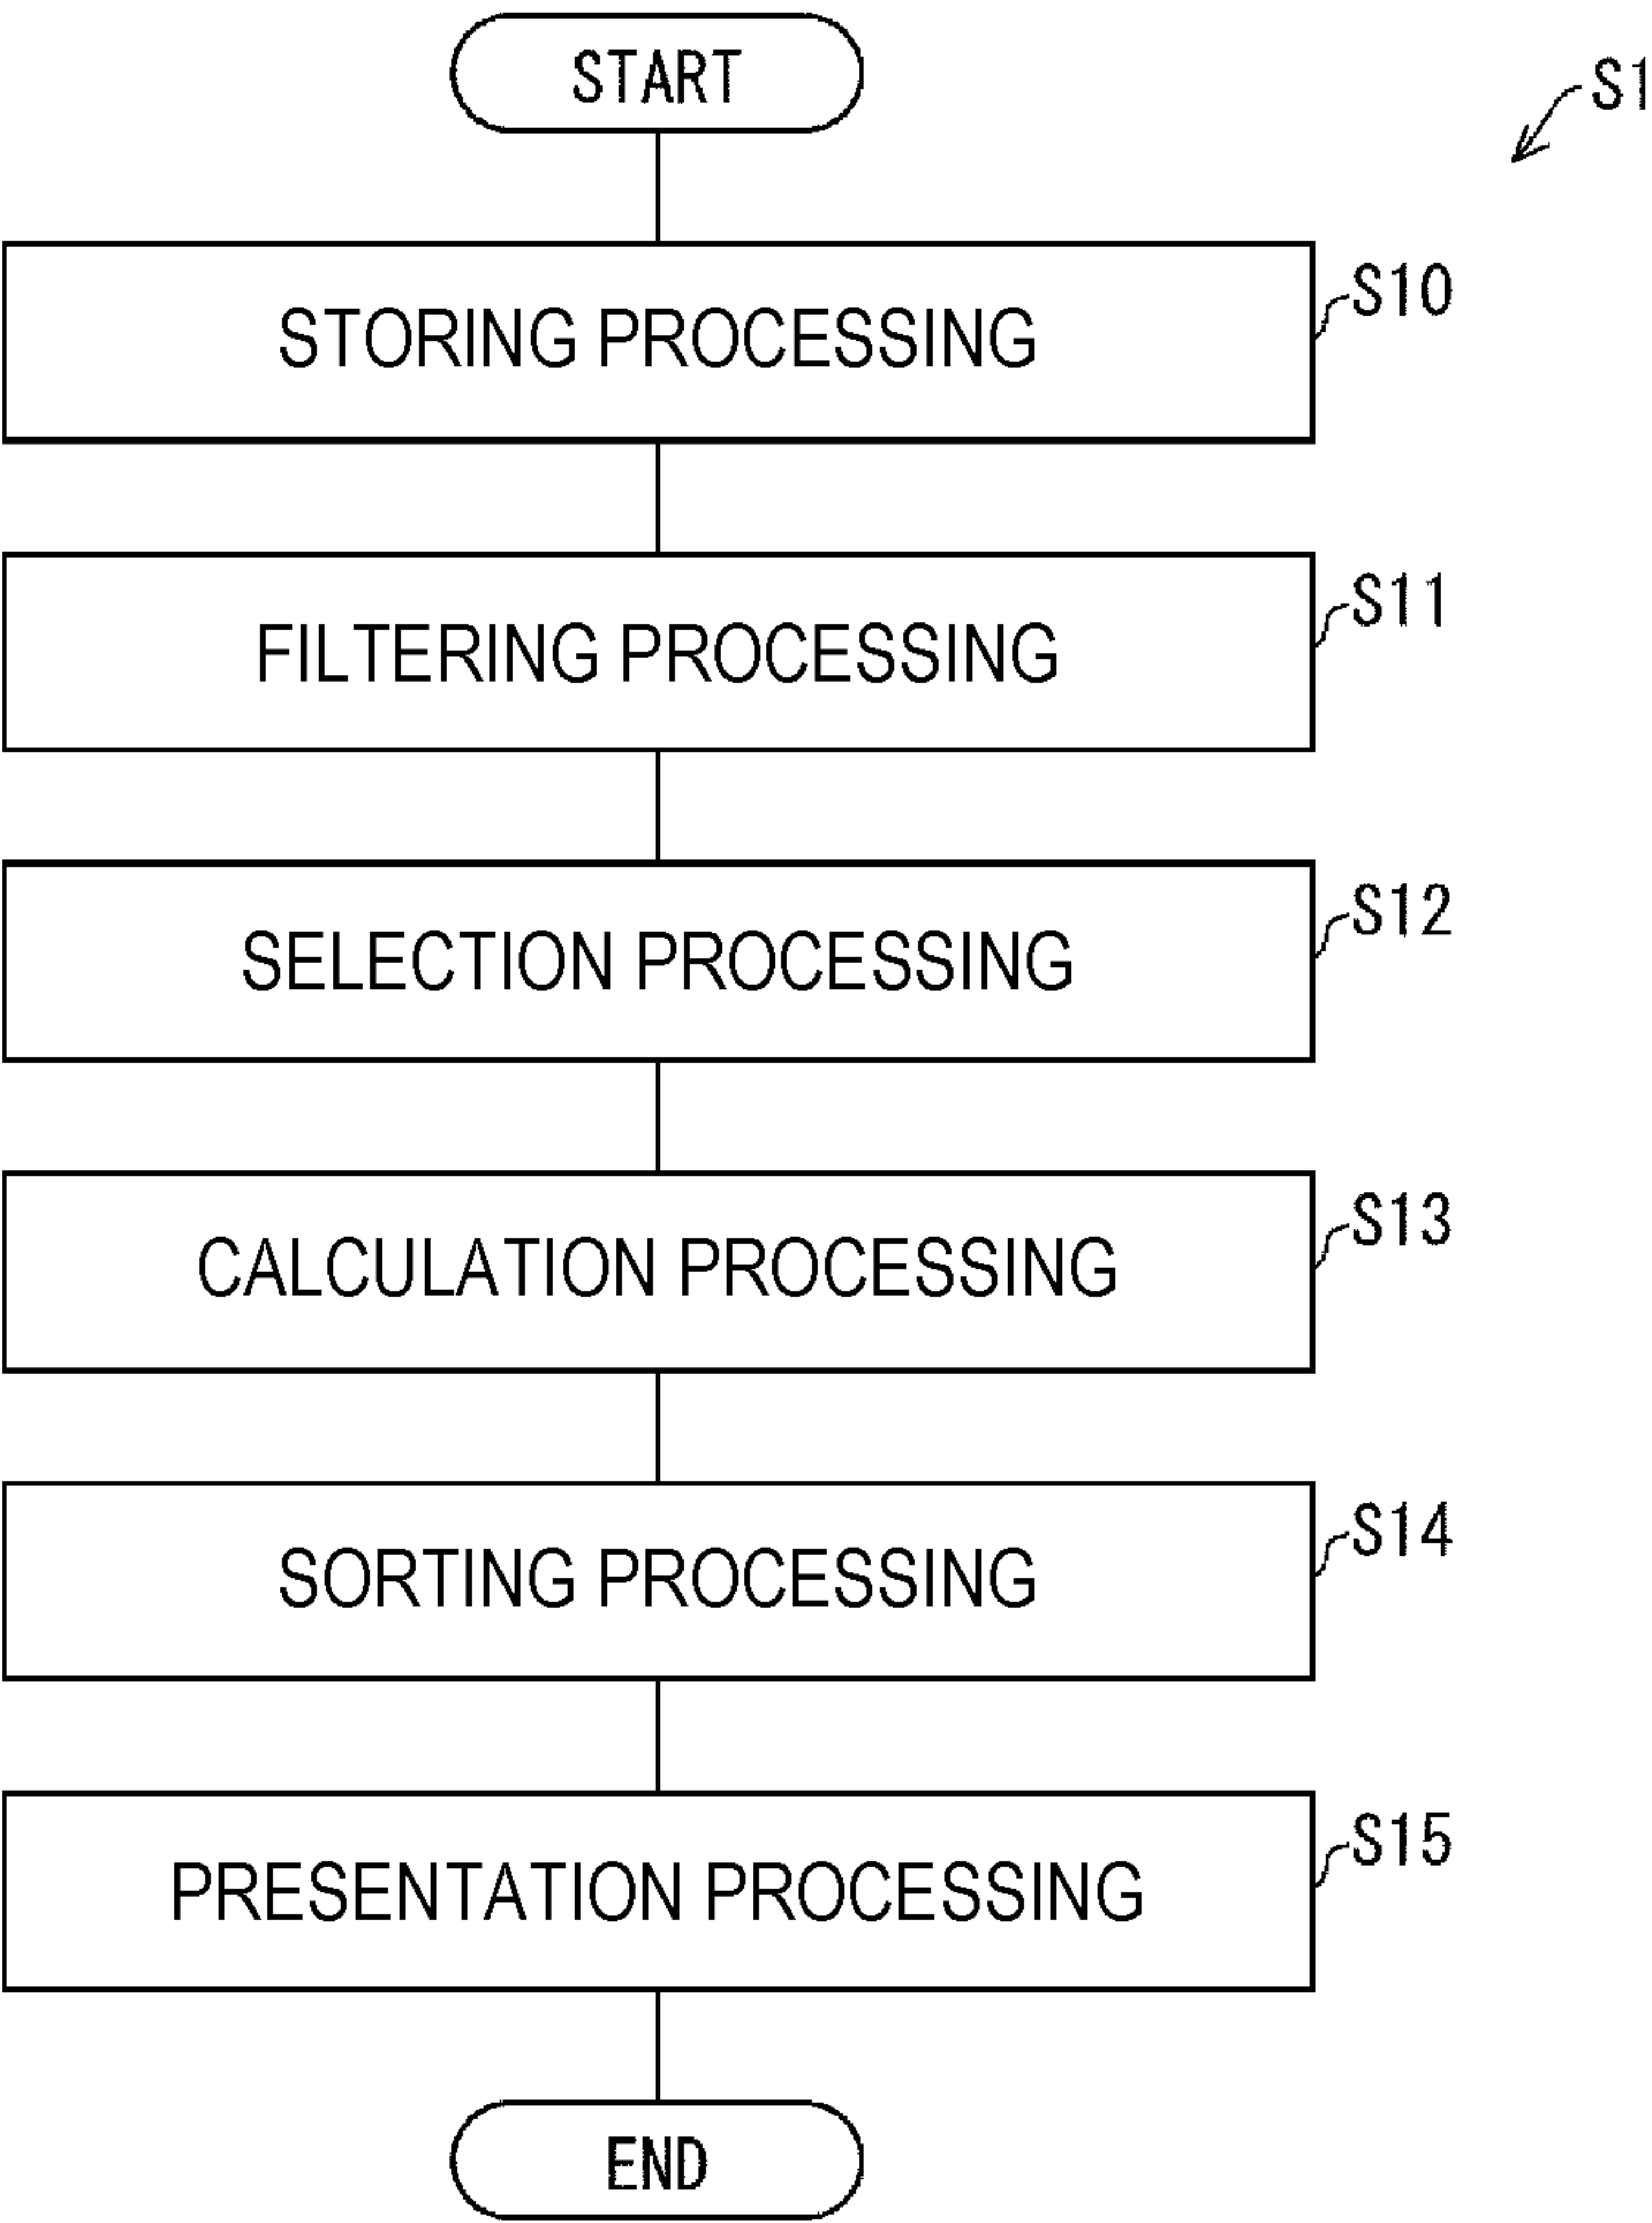 START
S1
STORING PROCESSING
S10
FILTERING PROCESSING
S11
SELECTION PROCESSING
S12
CALCULATION PROCESSING
S13
SORTING PROCESSING
S14
PRESENTATION PROCESSING
S15
END